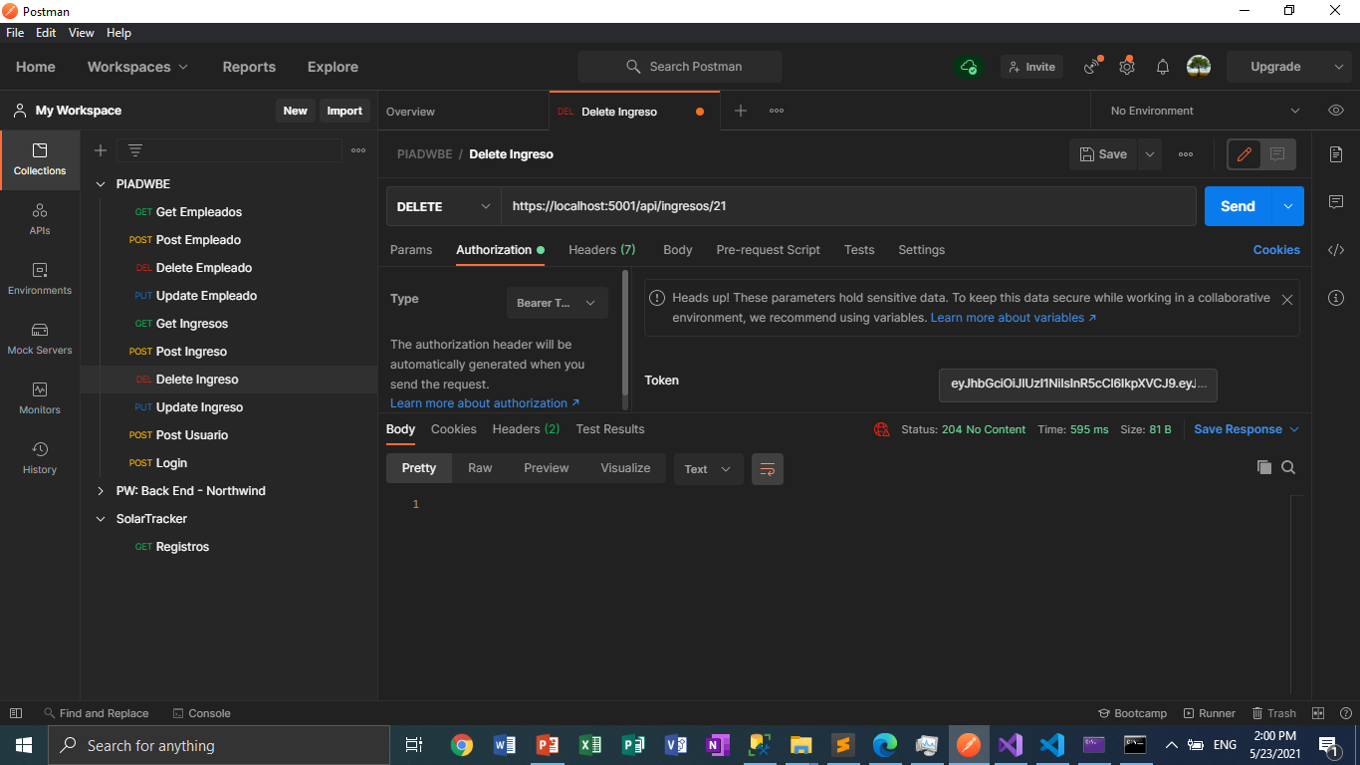 Postman
File Edit View Help
Home Workspaces Reports Explore Search Postman Invite Upgrade
My Workspace New Import Overview DEL Delete Ingreso No Environment
Collections
APIs
Environments
Mock Servers
Monitors
History
PIADWBE
GET Get Empleados
POST Post Empleado
DEL Delete Empleado
PUT Update Empleado
GET Get Ingresos
POST Post Ingreso
DEL Delete Ingreso
PUT Update Ingreso
POST Post Usuario
POST Login
PW: Back End - Northwind
SolarTracker
GET Registros
PIADWBE / Delete Ingreso Save
DELETE https://localhost:5001/api/ingresos/21 Send
Params Authorization Headers (7) Body Pre-request Script Tests Settings Cookies
Type Bearer T...
The authorization header will be
automatically generated when you
send the request.
Learn more about authorization ↗
Heads up! These parameters hold sensitive data. To keep this data secure while working in a collaborative
environment, we recommend using variables. Learn more about variables ↗
Token eyJhbGciOiJIUzI1NiIsInR5cCI6IkpXVCJ9.eyJ...
Body Cookies Headers (2) Test Results Status: 204 No Content Time: 595 ms Size: 81 B Save Response
Pretty Raw Preview Visualize Text
1
Find and Replace Console Bootcamp Runner Trash
Search for anything ENG 2:00 PM
5/23/2021 1